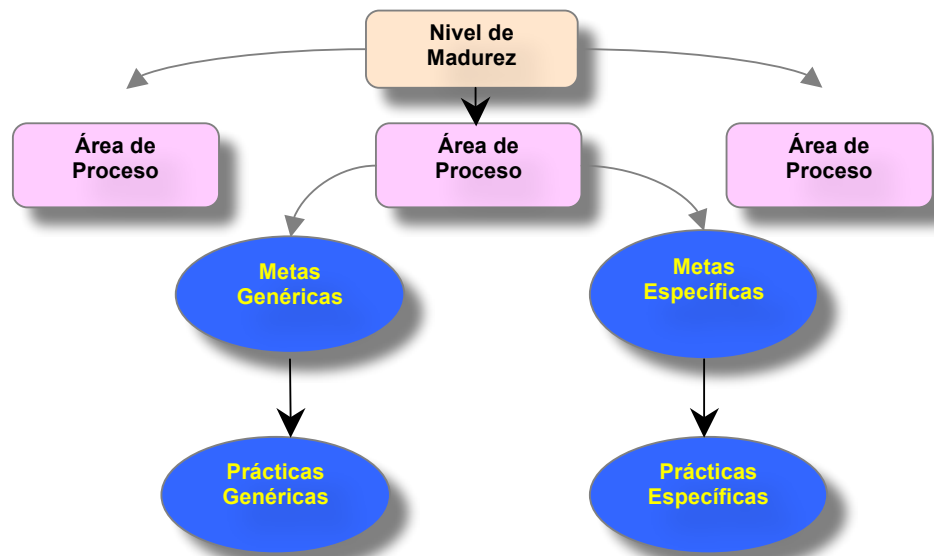 Nivel de
Madurez
Área de
Proceso
Área de
Proceso
Área de
Proceso
Metas
Genéricas
Metas
Específicas
Prácticas
Genéricas
Prácticas
Específicas